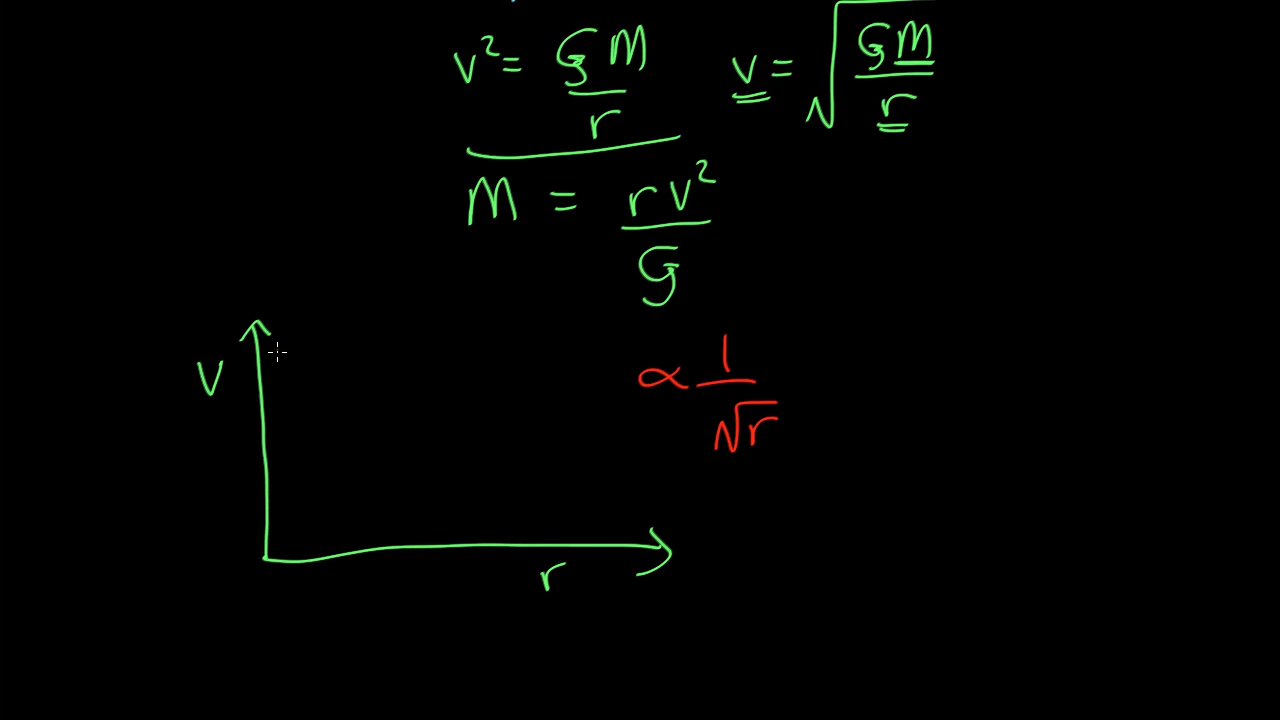 v² = GM/r
v = √(GM/r)
M = rv²/G
v
∝ 1/√r
r